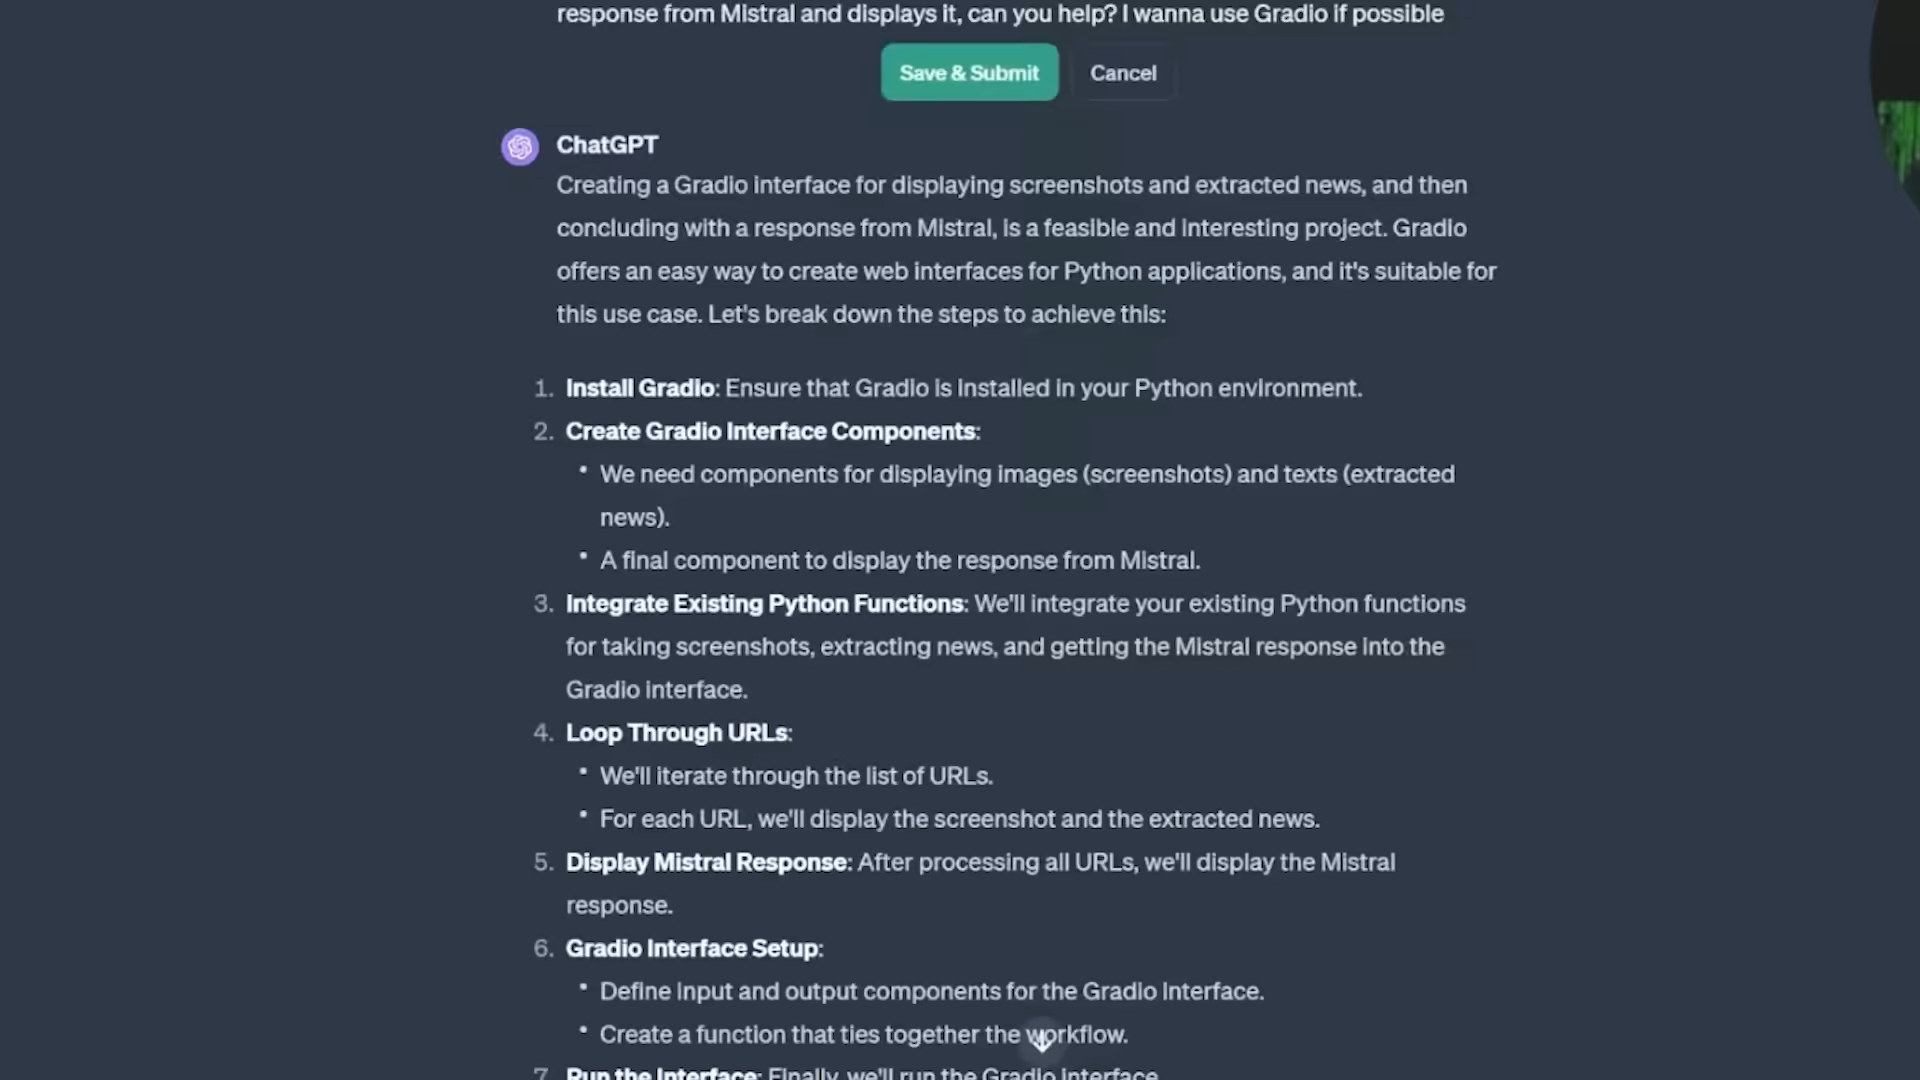 response from Mistral and displays it, can you help? I wanna use Gradio if possible
Save & Submit
Cancel
ChatGPT
Creating a Gradio interface for displaying screenshots and extracted news, and then
concluding with a response from Mistral, is a feasible and interesting project. Gradio
offers an easy way to create web interfaces for Python applications, and it's suitable for
this use case. Let's break down the steps to achieve this:
1. Install Gradio: Ensure that Gradio is installed in your Python environment.
2. Create Gradio Interface Components:
• We need components for displaying images (screenshots) and texts (extracted
news).
• A final component to display the response from Mistral.
3. Integrate Existing Python Functions: We'll integrate your existing Python functions
for taking screenshots, extracting news, and getting the Mistral response into the
Gradio interface.
4. Loop Through URLs:
• We'll iterate through the list of URLs.
• For each URL, we'll display the screenshot and the extracted news.
5. Display Mistral Response: After processing all URLs, we'll display the Mistral
response.
6. Gradio Interface Setup:
• Define input and output components for the Gradio interface.
• Create a function that ties together the workflow.
7. Run the Interface: Finally, we'll run the Gradio interface.